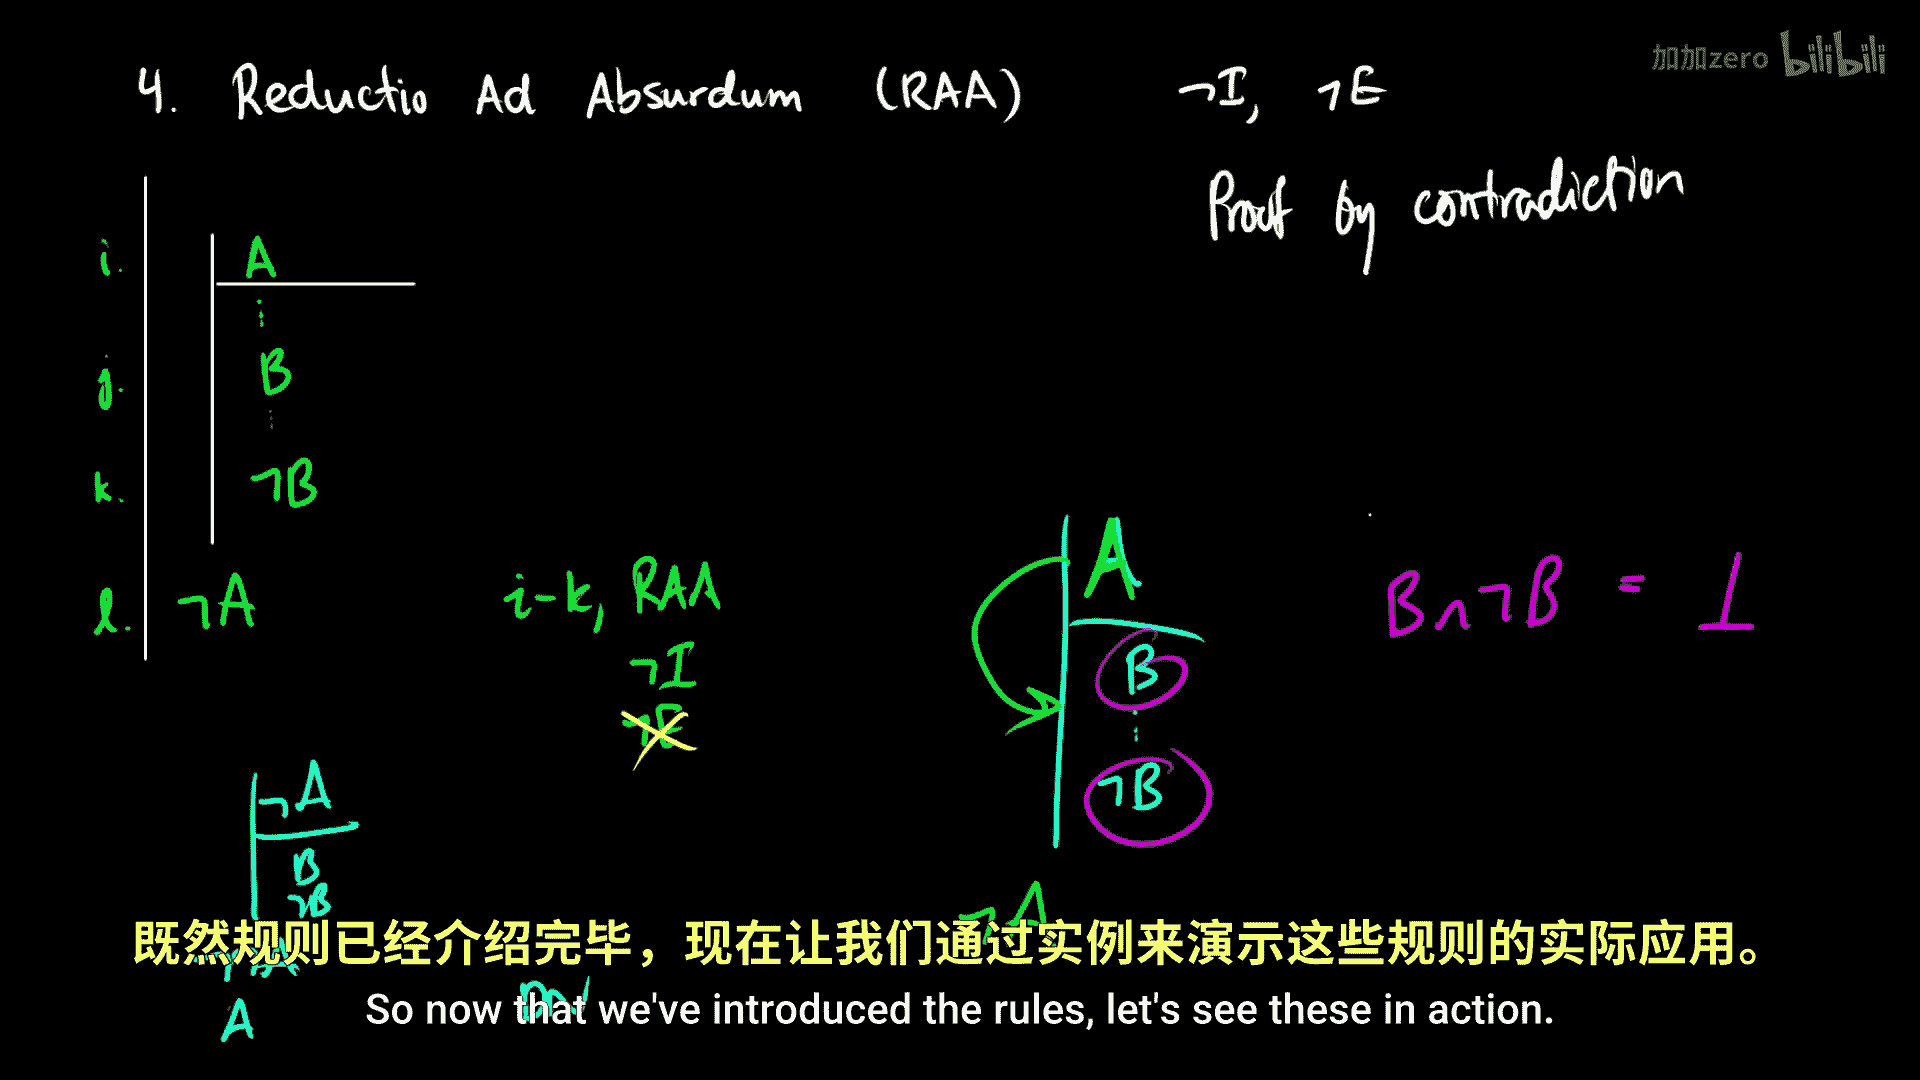 加加zero bilibili
4. Reductio Ad Absurdum (RAA) ¬I, ¬E
Proof by contradiction
i. A
⋮
j. B
⋮
k. ¬B
l. ¬A i-k, RAA
¬I
¬E
A
B
⋮
¬B
¬A
B∧¬B = ⊥
¬A
B
¬B
A
既然规则已经介绍完毕，现在让我们通过实例来演示这些规则的实际应用。
So now that we've introduced the rules, let's see these in action.